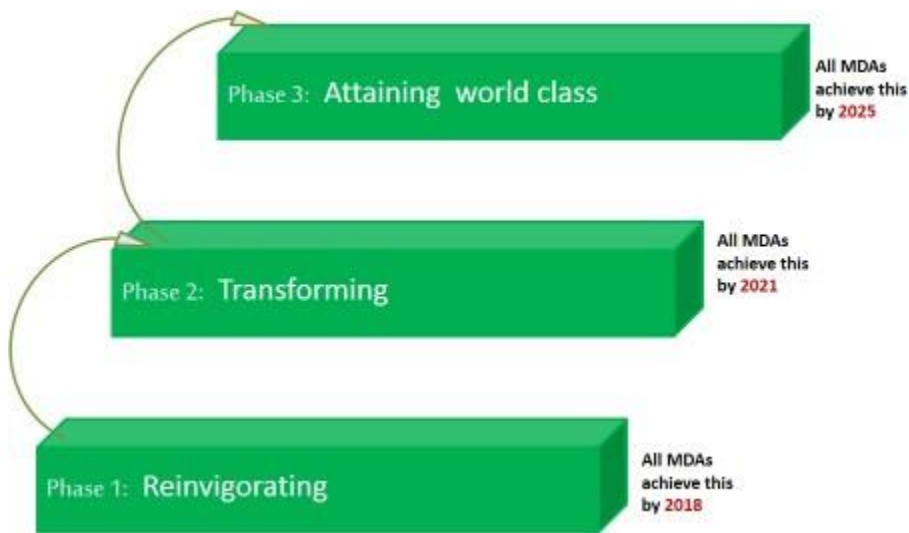 Phase 3: Attaining world class
All MDAs
achieve this
by 2025
Phase 2: Transforming
All MDAs
achieve this
by 2021
Phase 1: Reinvigorating
All MDAs
achieve this
by 2018